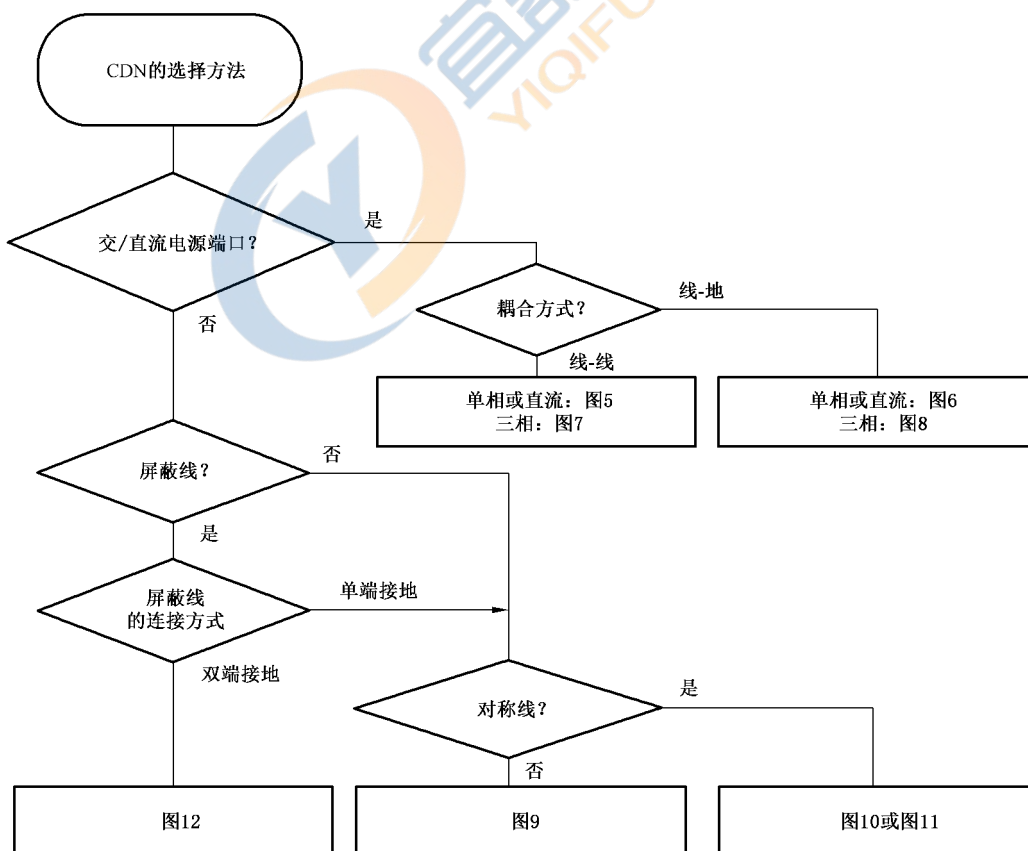 CDN的选择方法
交/直流电源端口？
是
否
耦合方式？
线-地
线-线
单相或直流：图5
三相：图7
单相或直流：图6
三相：图8
屏蔽线？
否
是
屏蔽线
的连接方式
单端接地
双端接地
对称线？
是
否
图12
图9
图10或图11
YIQIFU